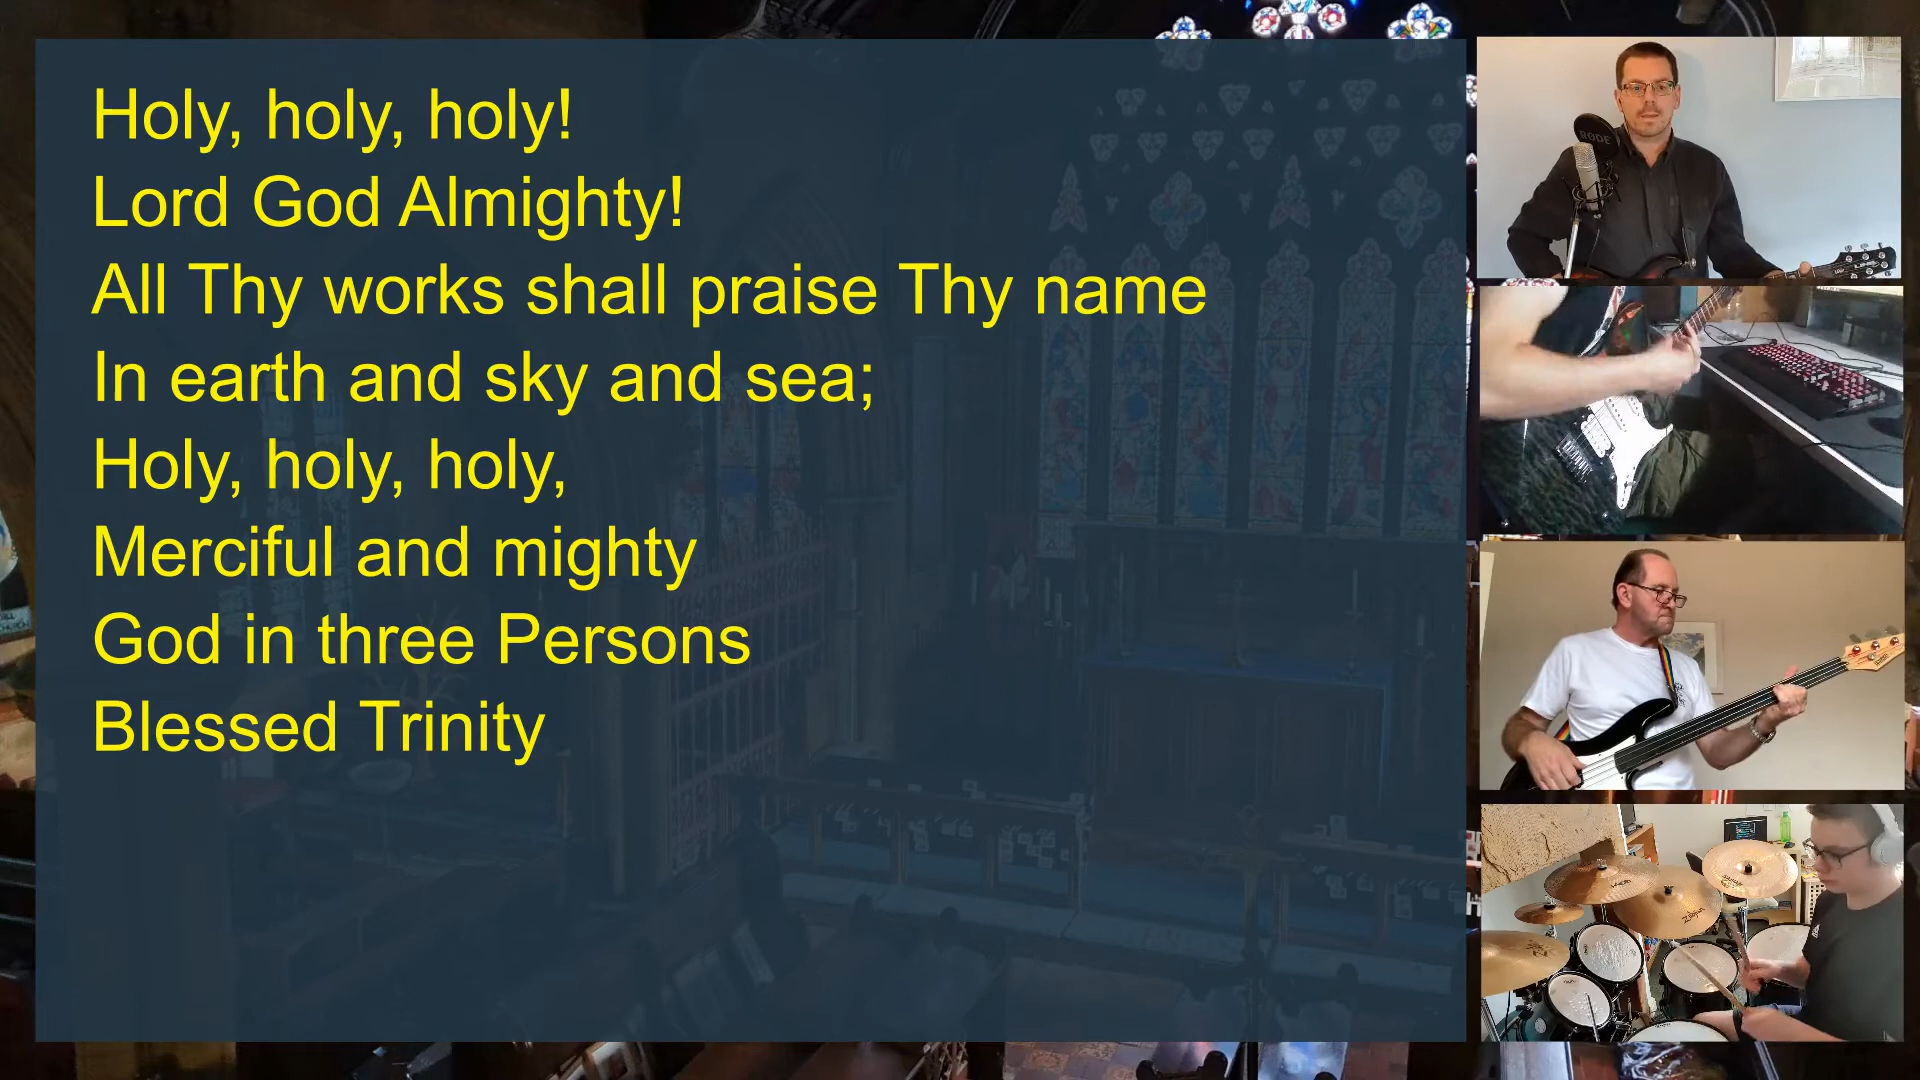 Holy, holy, holy!
Lord God Almighty!
All Thy works shall praise Thy name
In earth and sky and sea;
Holy, holy, holy,
Merciful and mighty
God in three Persons
Blessed Trinity
RØDE